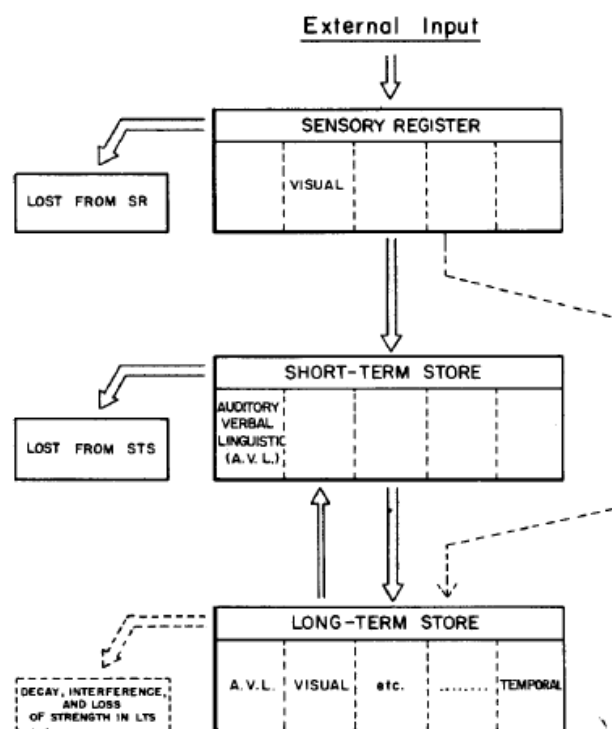 External Input
SENSORY REGISTER
VISUAL
LOST FROM SR
SHORT-TERM STORE
AUDITORY
VERBAL
LINGUISTIC
(A.V.L.)
LOST FROM STS
LONG-TERM STORE
A.V.L. VISUAL etc. ........ TEMPORAL
DECAY, INTERFERENCE,
AND LOSS
OF STRENGTH IN LTS